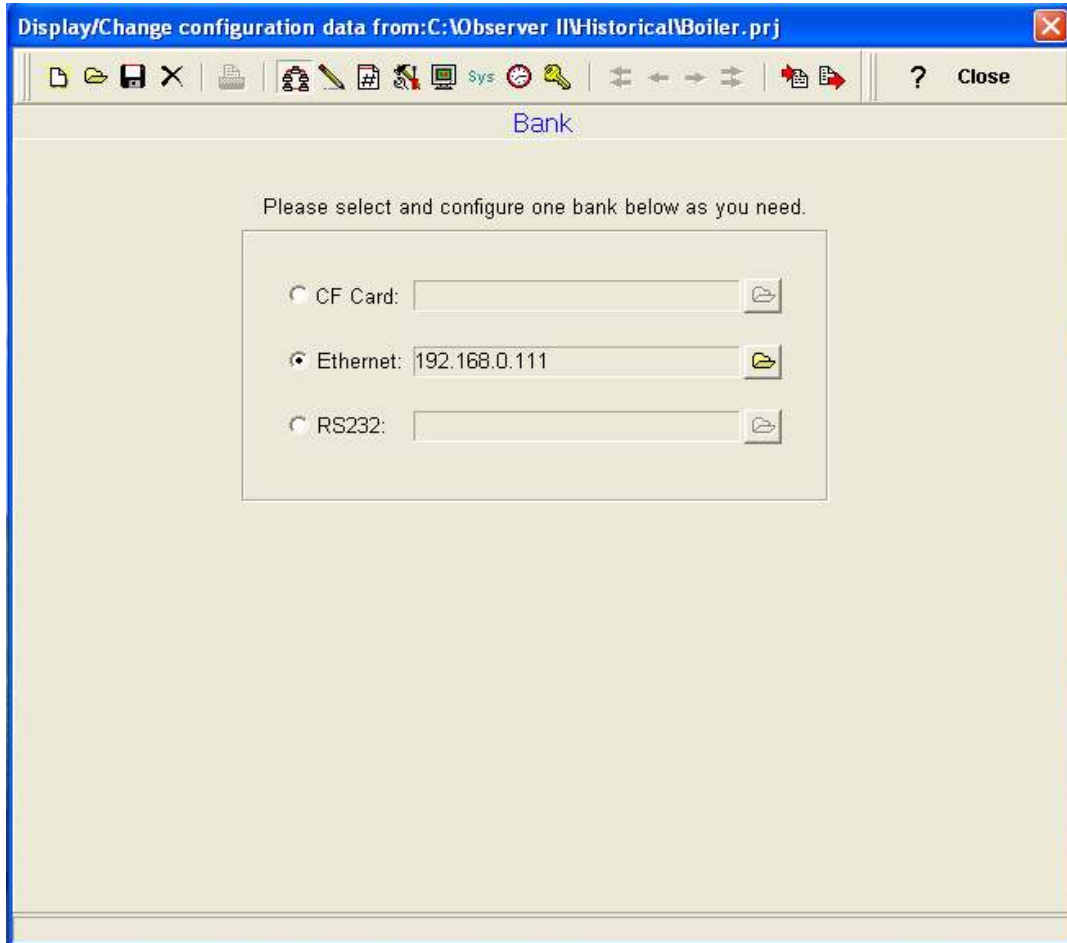 Display/Change configuration data from:C:\Observer II\Historical\Boiler.prj
# Sys ? Close
Bank
Please select and configure one bank below as you need.
CF Card:
Ethernet: 192.168.0.111
RS232: